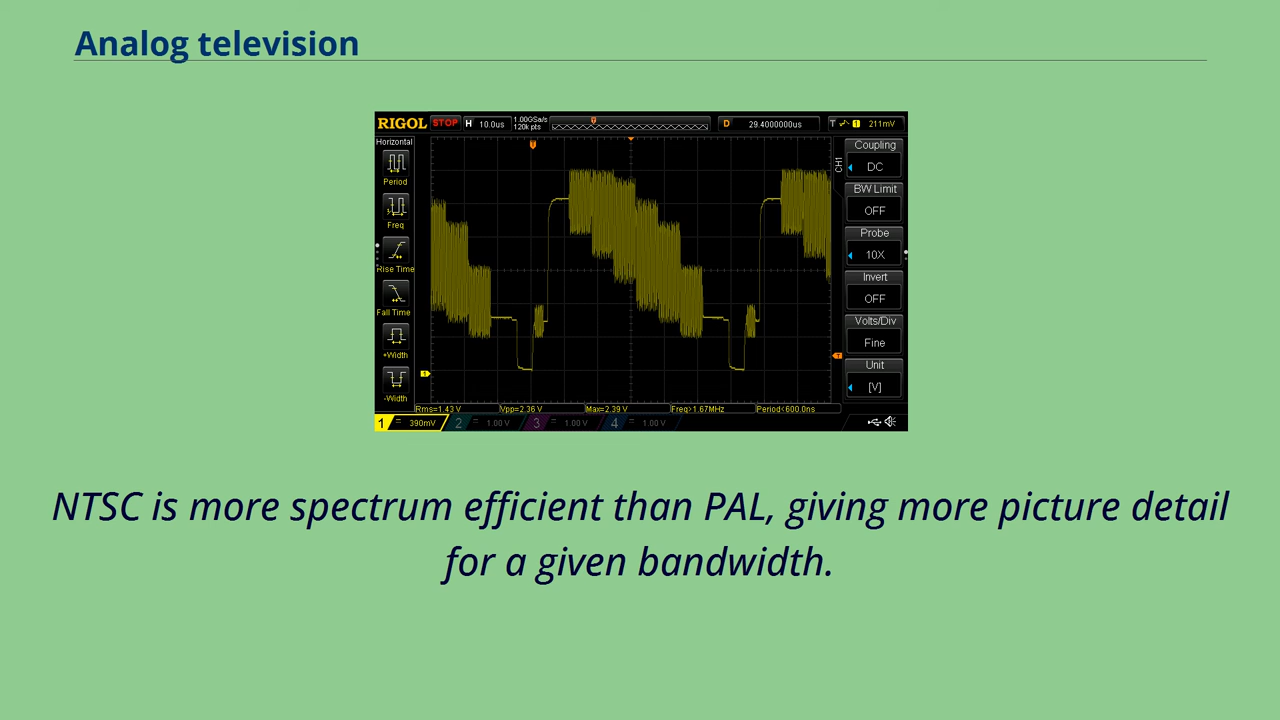 Analog television
RIGOL STOP H 10.0us 1.00GSa/s 120k pts D 29.4000000us T 1 211mV
Horizontal
Period
Freq
Rise Time
Fall Time
+Width
-Width
CH1
Coupling
DC
BW Limit
OFF
Probe
10X
Invert
OFF
Volts/Div
Fine
Unit
[V]
Rms=1.43 V Vpp=2.36 V Max=2.39 V Freq>1.67MHz Period<600.0ns
1 = 390mV 2 = 1.00 V 3 = 1.00 V 4 = 1.00 V
NTSC is more spectrum efficient than PAL, giving more picture detail
for a given bandwidth.